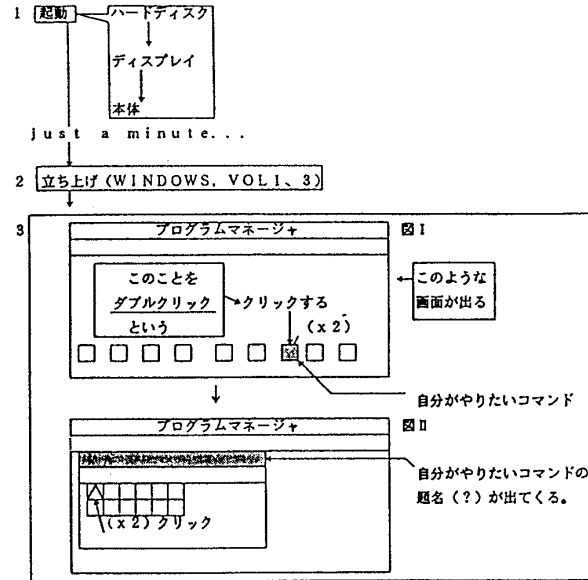 1 起動 ハードディスク
ディスプレイ
本体
just a minute...
2 立ち上げ(WINDOWS, VOL1、3)
3 プログラムマネージャ 図I
このことを
ダブルクリック
という
クリックする
(x2)
このような
画面が出る
自分がやりたいコマンド
プログラムマネージャ 図II
自分がやりたいコマンドの
題名(?)が出てくる。
(x2)クリック